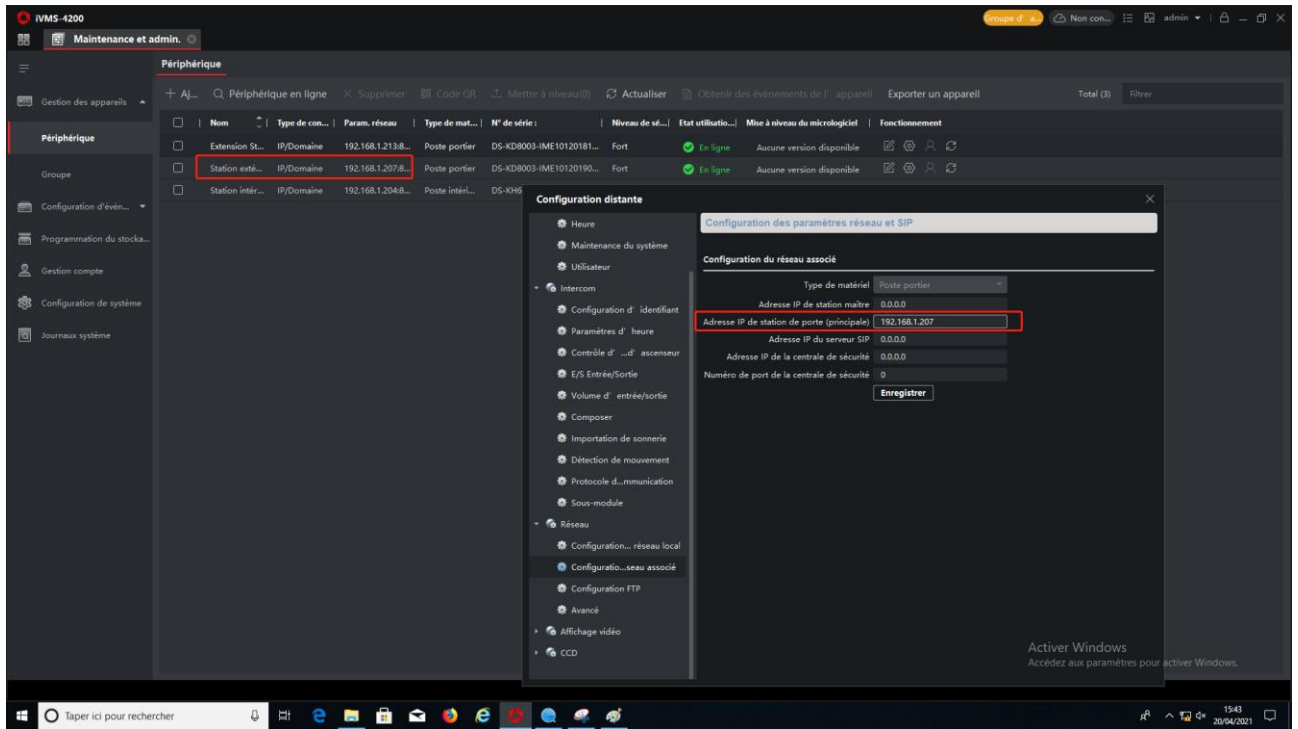 iVMS-4200
Groupe d' a...
Non con...
admin
Maintenance et admin.
Périphérique
Aj...
Périphérique en ligne
Supprimer
Code QR
Mettre à niveau(0)
Actualiser
Obtenir des événements de l' appareil
Exporter un appareil
Total (3)
Filtrer
Gestion des appareils
Périphérique
Groupe
Configuration d'évén...
Programmation du stocka...
Gestion compte
Configuration de système
Journaux système
Nom | Type de con... | Param. réseau | Type de mat... | N° de série : | Niveau de sé... | Etat utilisatio... | Mise à niveau du micrologiciel | Fonctionnement
Extension St... IP/Domaine 192.168.1.213:8... Poste portier DS-KD8003-IME10120181... Fort En ligne Aucune version disponible
Station exté... IP/Domaine 192.168.1.207:8... Poste portier DS-KD8003-IME10120190... Fort En ligne Aucune version disponible
Station intér... IP/Domaine 192.168.1.204:8... Poste intéri... DS-KH6
Configuration distante
Heure
Maintenance du système
Utilisateur
Intercom
Configuration d' identifiant
Paramètres d' heure
Contrôle d' ...d' ascenseur
E/S Entrée/Sortie
Volume d' entrée/sortie
Composer
Importation de sonnerie
Détection de mouvement
Protocole d...mmunication
Sous-module
Réseau
Configuration... réseau local
Configuratio...seau associé
Configuration FTP
Avancé
Affichage vidéo
CCD
Configuration des paramètres réseau et SIP
Configuration du réseau associé
Type de matériel Poste portier
Adresse IP de station maître 0.0.0.0
Adresse IP de station de porte (principale) 192.168.1.207
Adresse IP du serveur SIP 0.0.0.0
Adresse IP de la centrale de sécurité 0.0.0.0
Numéro de port de la centrale de sécurité 0
Enregistrer
Activer Windows
Accédez aux paramètres pour activer Windows.
Taper ici pour rechercher
15:43
20/04/2021